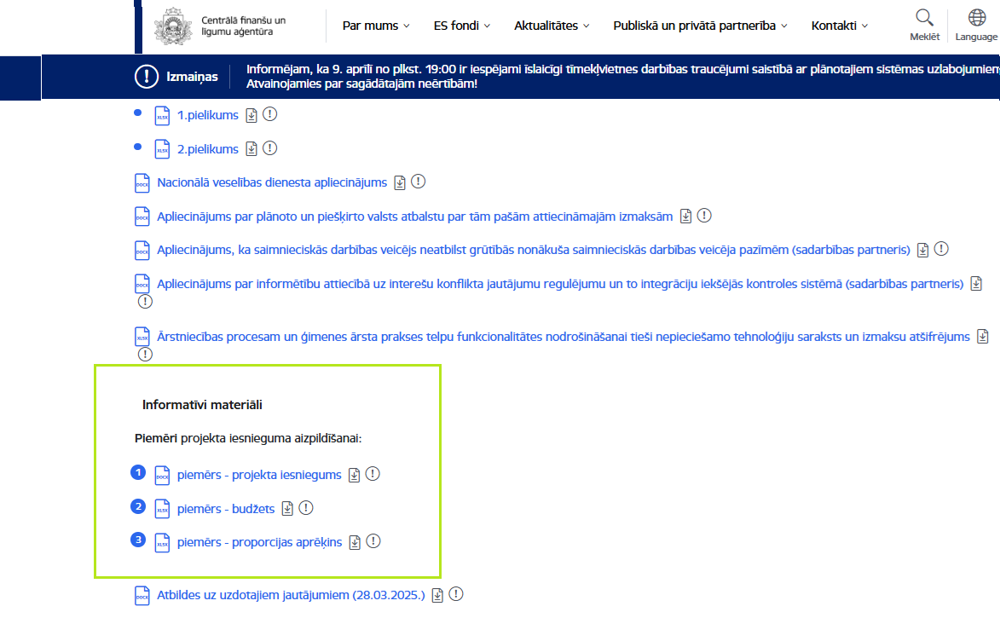 Centrālā finanšu un
līgumu aģentūra
Par mums
ES fondi
Aktualitātes
Publiskā un privātā partnerība
Kontakti
Meklēt
Language
Izmaiņas
Informējam, ka 9. aprīlī no plkst. 19:00 ir iespējami īslaicīgi tīmekļvietnes darbības traucējumi saistībā ar plānotajiem sistēmas uzlabojumiem
Atvainojamies par sagādātajām neērtībām!
XLSX 1.pielikums
XLSX 2.pielikums
DOCX Nacionālā veselības dienesta apliecinājums
DOCX Apliecinājums par plānoto un piešķirto valsts atbalstu par tām pašām attiecināmajām izmaksām
DOCX Apliecinājums, ka saimnieciskās darbības veicējs neatbilst grūtībās nonākuša saimnieciskās darbības veicēja pazīmēm (sadarbības partneris)
DOCX Apliecinājums par informētību attiecībā uz interešu konflikta jautājumu regulējumu un to integrāciju iekšējās kontroles sistēmā (sadarbības partneris)
XLSX Ārstniecības procesam un ģimenes ārsta prakses telpu funkcionalitātes nodrošināšanai tieši nepieciešamo tehnoloģiju saraksts un izmaksu atšifrējums
Informatīvi materiāli
Piemēri projekta iesnieguma aizpildīšanai:
1 DOCX piemērs - projekta iesniegums
2 XLSX piemērs - budžets
3 XLSX piemērs - proporcijas aprēķins
DOCX Atbildes uz uzdotajiem jautājumiem (28.03.2025.)